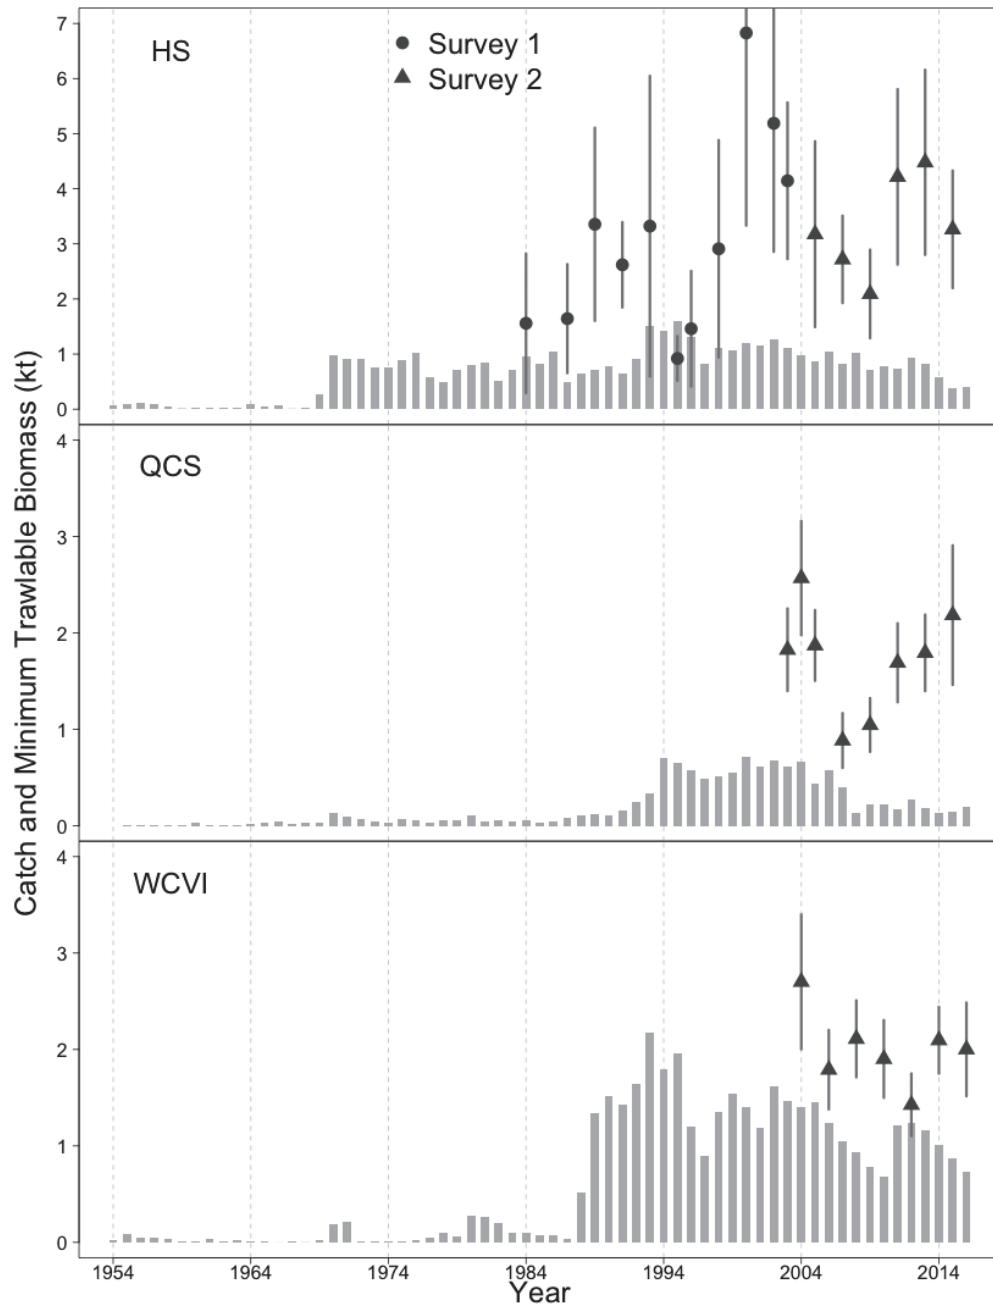 HS
Survey 1
Survey 2
7
6
5
4
3
2
1
0
QCS
4
3
2
1
0
WCVI
4
3
2
1
0
Catch and Minimum Trawlable Biomass (kt)
1954 1964 1974 1984 1994 2004 2014
Year